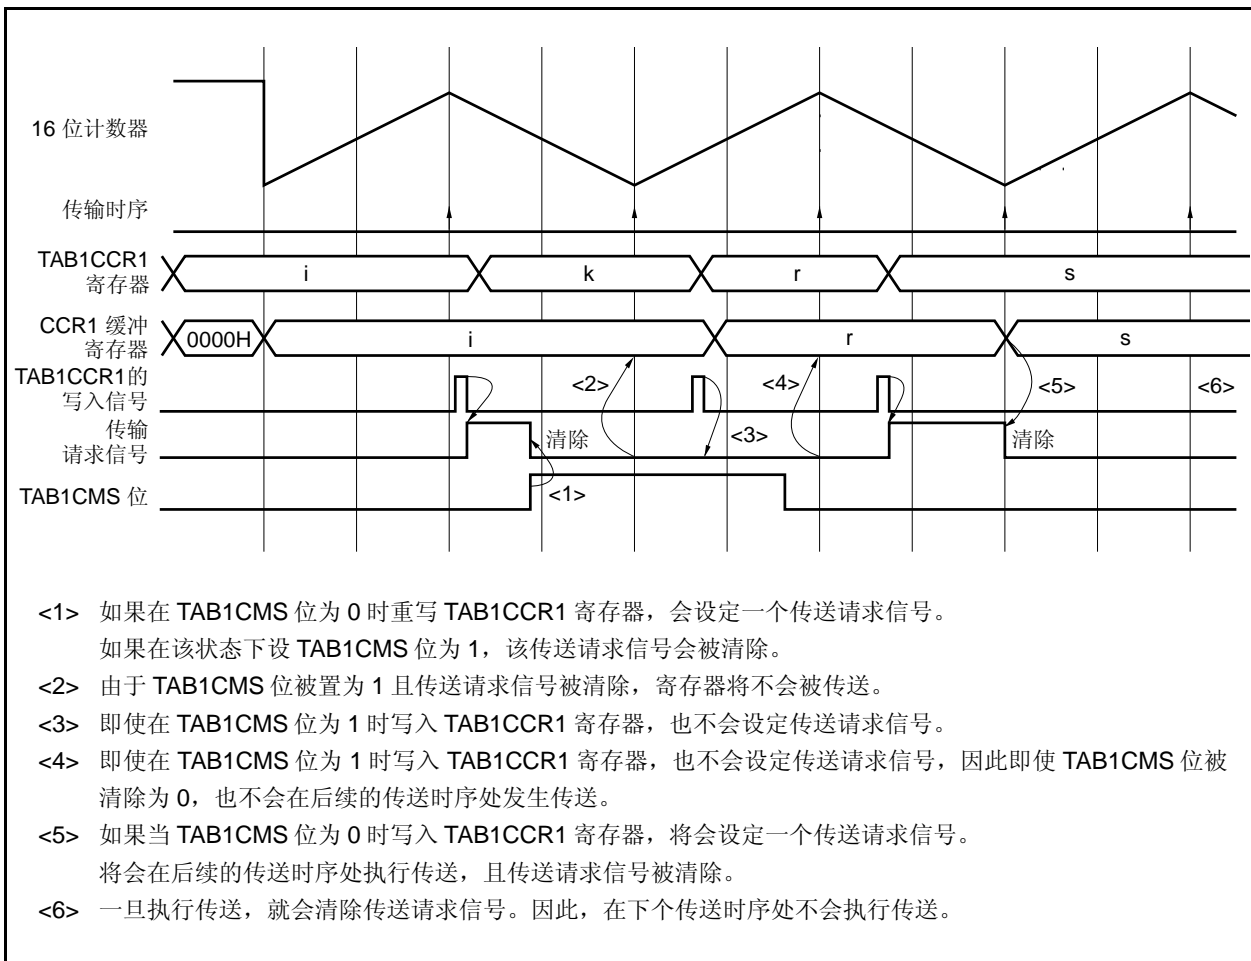 16 位计数器
传输时序
TAB1CCR1
寄存器
i
k
r
s
CCR1 缓冲
寄存器
0000H
i
r
s
TAB1CCR1的
写入信号
<2>
<4>
<5>
<6>
传输
请求信号
清除
<3>
清除
TAB1CMS 位
<1>
<1> 如果在 TAB1CMS 位为 0 时重写 TAB1CCR1 寄存器，会设定一个传送请求信号。
如果在该状态下设 TAB1CMS 位为 1，该传送请求信号会被清除。
<2> 由于 TAB1CMS 位被置为 1 且传送请求信号被清除，寄存器将不会被传送。
<3> 即使在 TAB1CMS 位为 1 时写入 TAB1CCR1 寄存器，也不会设定传送请求信号。
<4> 即使在 TAB1CMS 位为 1 时写入 TAB1CCR1 寄存器，也不会设定传送请求信号，因此即使 TAB1CMS 位被
清除为 0，也不会在后续的传送时序处发生传送。
<5> 如果当 TAB1CMS 位为 0 时写入 TAB1CCR1 寄存器，将会设定一个传送请求信号。
将会在后续的传送时序处执行传送，且传送请求信号被清除。
<6> 一旦执行传送，就会清除传送请求信号。因此，在下个传送时序处不会执行传送。